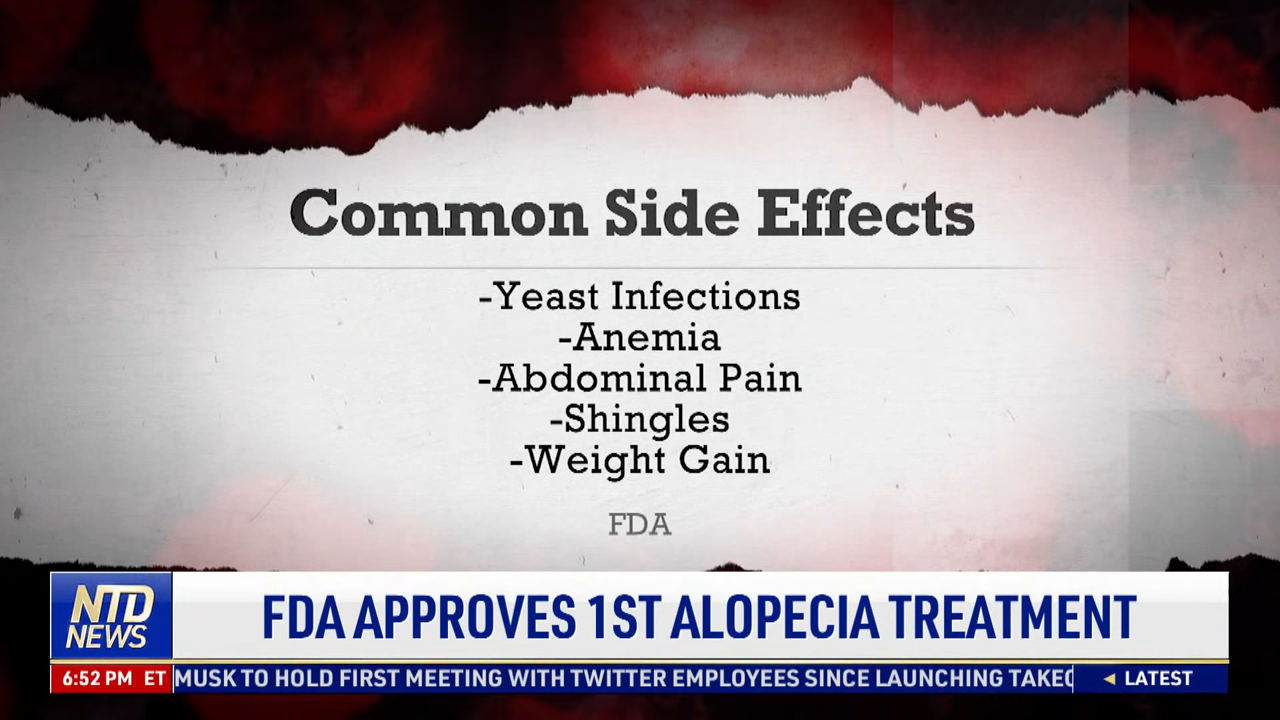 Common Side Effects
-Yeast Infections
-Anemia
-Abdominal Pain
-Shingles
-Weight Gain
FDA
NTD
NEWS
FDA APPROVES 1ST ALOPECIA TREATMENT
6:52 PM ET
MUSK TO HOLD FIRST MEETING WITH TWITTER EMPLOYEES SINCE LAUNCHING TAKEO
◄ LATEST